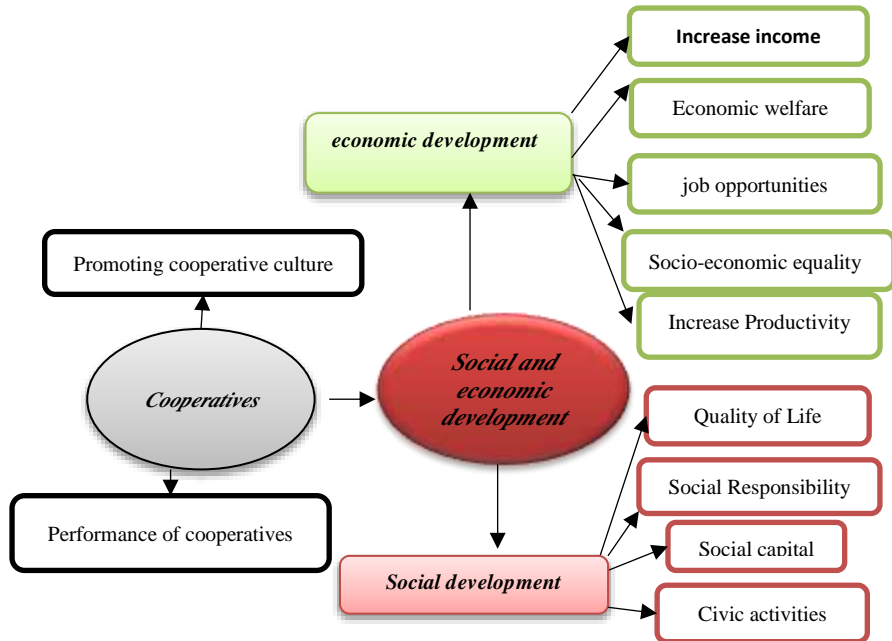 Increase income
Economic welfare
economic development
job opportunities
Promoting cooperative culture
Socio-economic equality
Increase Productivity
Cooperatives
Social and
economic
development
Quality of Life
Social Responsibility
Performance of cooperatives
Social capital
Social development
Civic activities